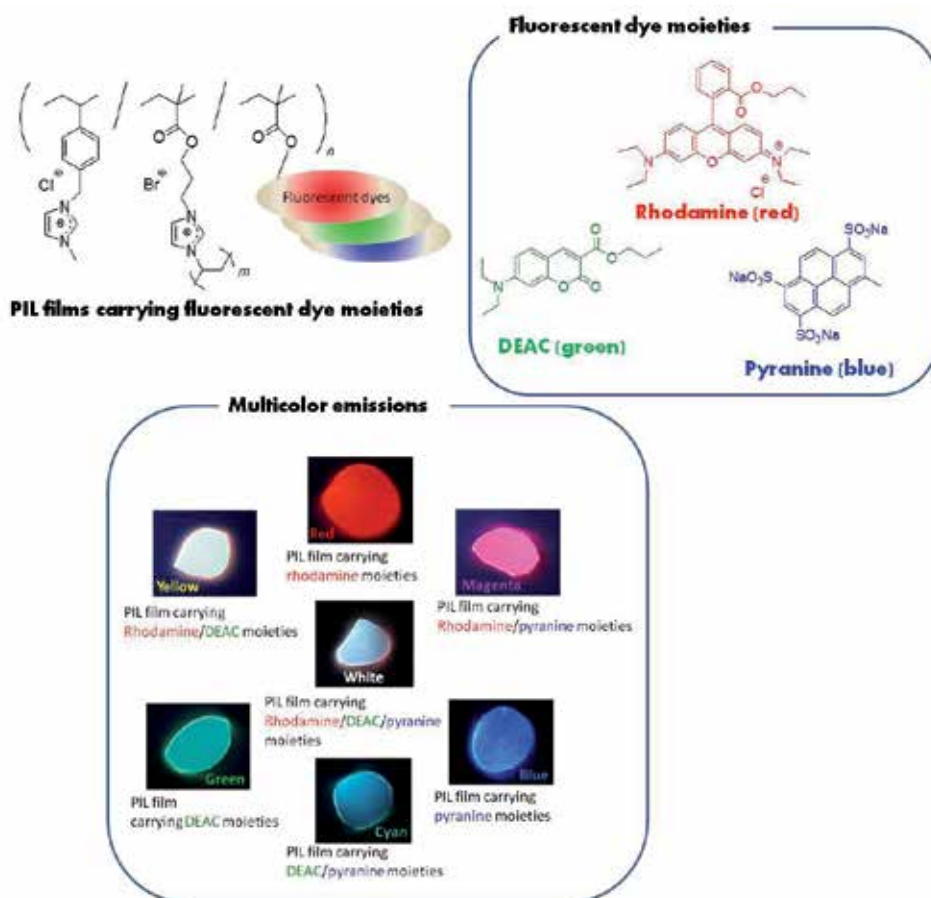 Fluorescent dye moieties
Cl
Br
n
m
Fluorescent dyes
PIL films carrying fluorescent dye moieties
O
O
N
O
N
Cl
Rhodamine (red)
N
O
O
O
O
DEAC (green)
SO₃Na
NaO₃S
SO₃Na
Pyranine (blue)
Multicolor emissions
Red
PIL film carrying
rhodamine moieties
Yellow
PIL film carrying
Rhodamine/DEAC moieties
Magenta
PIL film carrying
Rhodamine/pyranine moieties
White
PIL film carrying
Rhodamine/DEAC/pyranine
moieties
Green
PIL film
carrying DEAC moieties
Cyan
PIL film carrying
DEAC/pyranine moieties
Blue
PIL film carrying
pyranine moieties